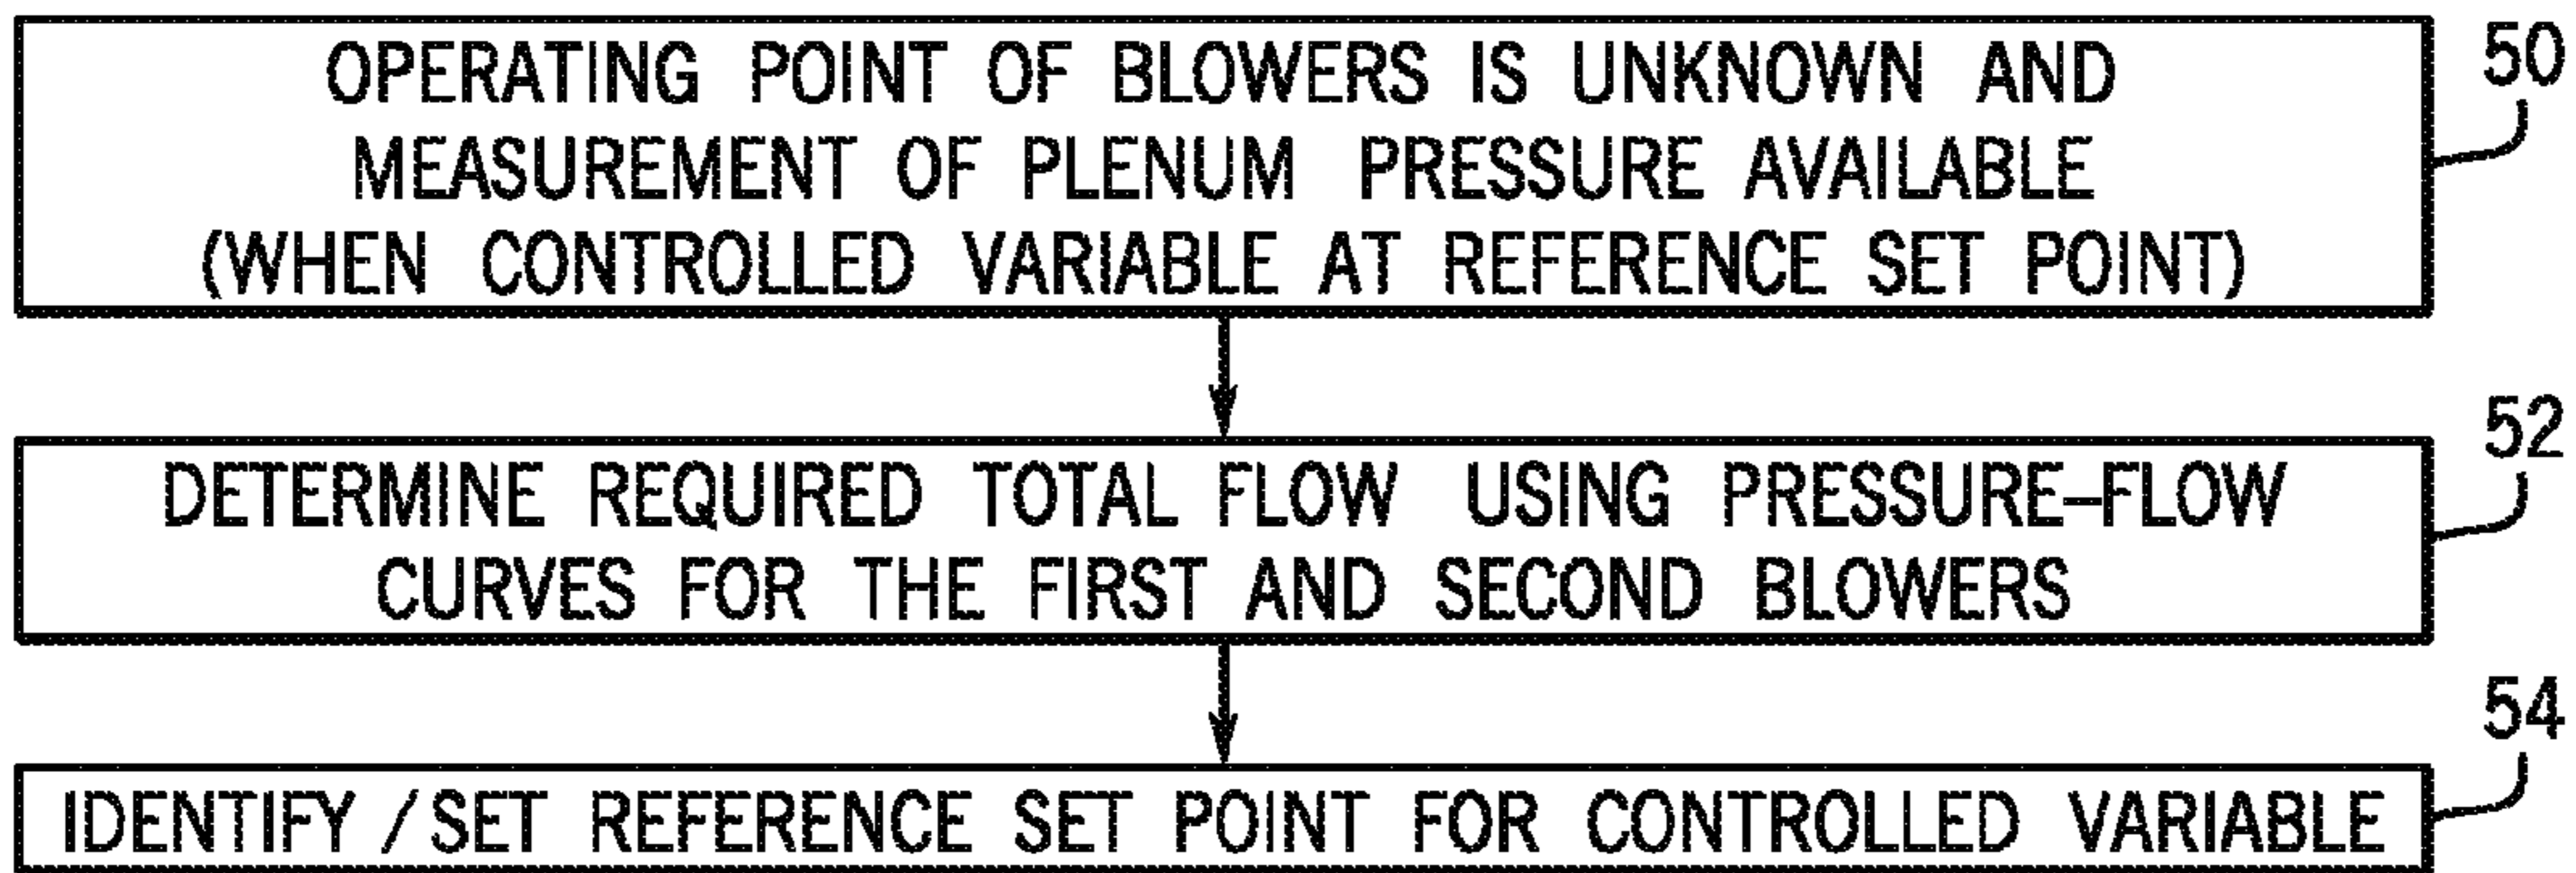 OPERATING POINT OF BLOWERS IS UNKNOWN AND
MEASUREMENT OF PLENUM PRESSURE AVAILABLE
(WHEN CONTROLLED VARIABLE AT REFERENCE SET POINT)
50
DETERMINE REQUIRED TOTAL FLOW USING PRESSURE–FLOW
CURVES FOR THE FIRST AND SECOND BLOWERS
52
IDENTIFY / SET REFERENCE SET POINT FOR CONTROLLED VARIABLE
54